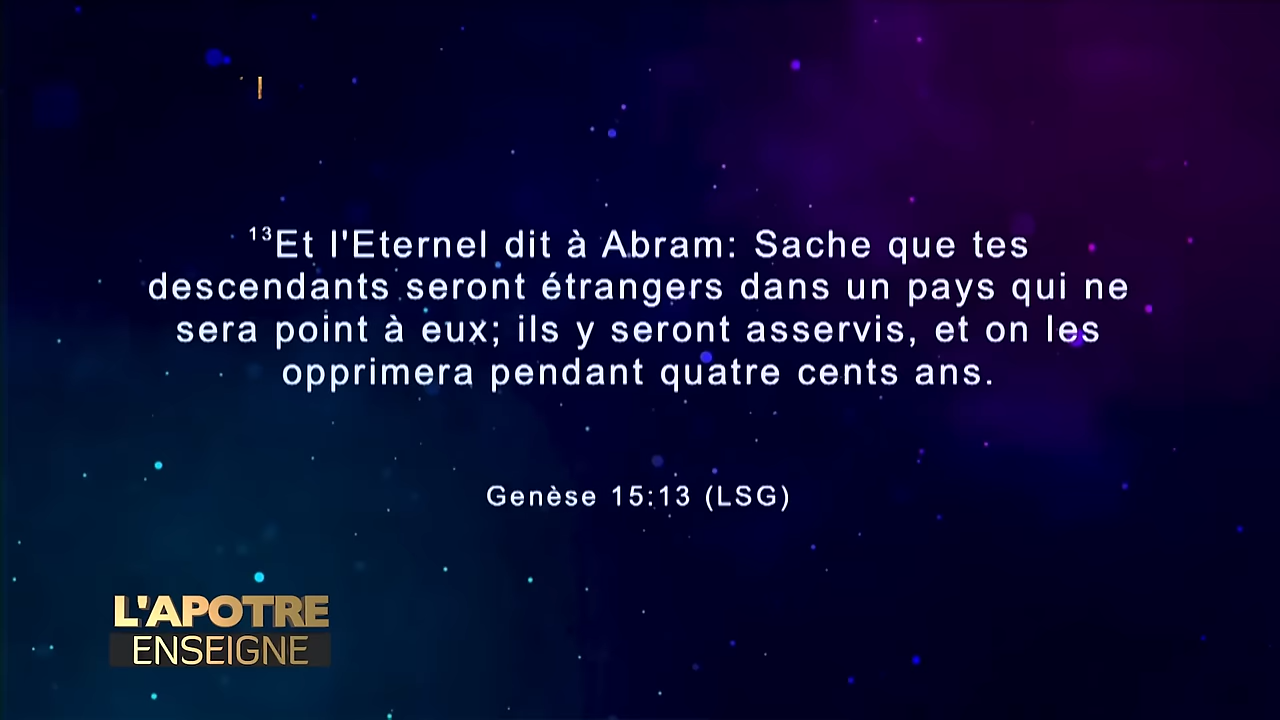 ¹³Et l'Eternel dit à Abram: Sache que tes
descendants seront étrangers dans un pays qui ne
sera point à eux; ils y seront asservis, et on les
opprimera pendant quatre cents ans.
Genèse 15:13 (LSG)
L'APOTRE
ENSEIGNE